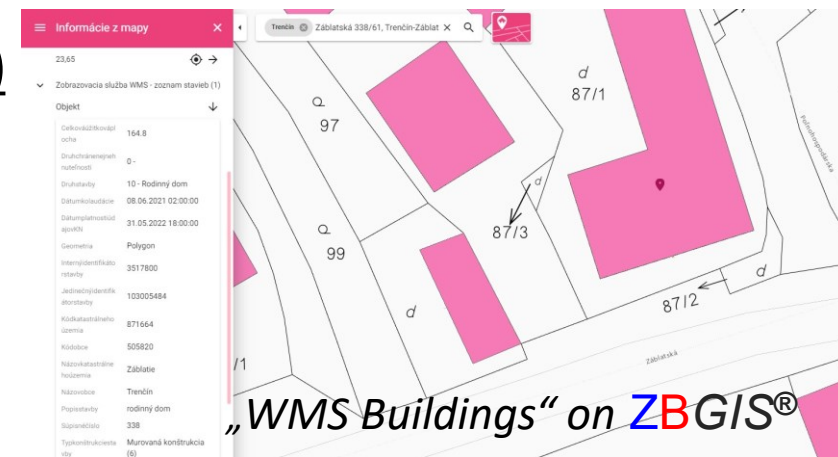 Informácie z mapy
23,65
Zobrazovacia služba WMS - zoznam stavieb (1)
Objekt
Celkováúžitkovápl
ocha
164.8
Druhchránenejneh
nuteľnosti
0 -
Druhstavby
10 - Rodinný dom
Dátumkolaudácie
08.06.2021 02:00:00
Dátumplatnostiúd
ajovKN
31.05.2022 18:00:00
Geometria
Polygon
Internýidentifikáto
rstavby
3517800
Jedinečnýidentifik
átorstavby
103005484
Kódkatastrálneho
územia
871664
Kódobce
505820
Názovkatastrálne
hoúzemia
Záblatie
Názovobce
Trenčín
Popisstavby
rodinný dom
Súpisnéčíslo
338
Typkonštrukciesta
vby
Murovaná konštrukcia
(6)
Trenčín
Záblatská 338/61, Trenčín-Záblat
97
99
d
87/1
d
87/3
d
87/2
d
/1
Záblatská
Poľnohospodárska
„WMS Buildings“ on ZBGIS®